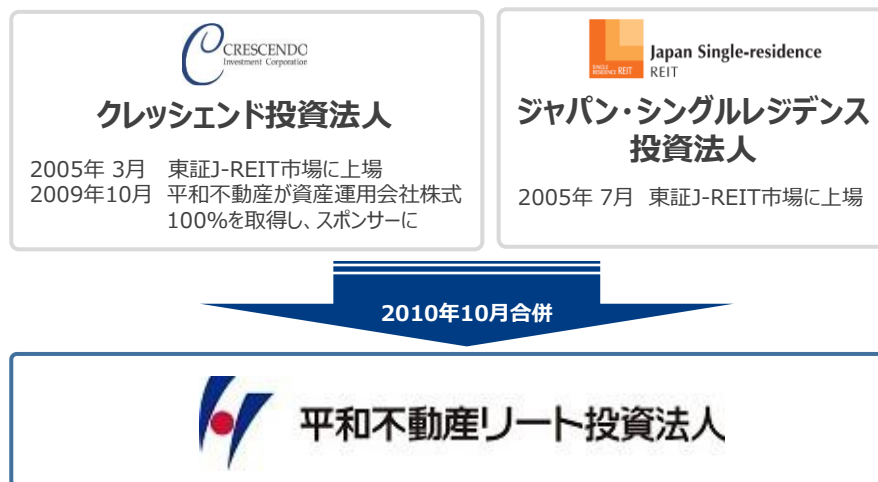 CRESCENDO
Investment Corporation
クレッシェンド投資法人
2005年 3月 東証J-REIT市場に上場
2009年10月 平和不動産が資産運用会社株式
100%を取得し、スポンサーに
SINGLE
RESIDENCE REIT
Japan Single-residence
REIT
ジャパン・シングルレジデンス
投資法人
2005年 7月 東証J-REIT市場に上場
2010年10月合併
平和不動産リート投資法人